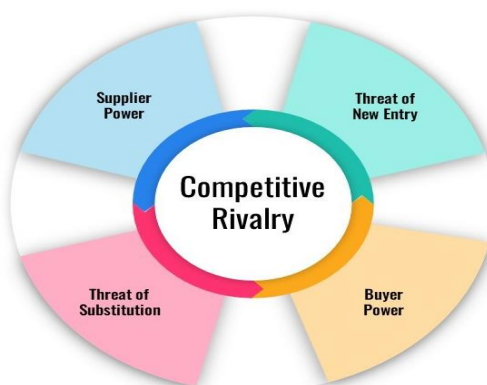 Supplier
Power
Threat of
New Entry
Competitive
Rivalry
Threat of
Substitution
Buyer
Power